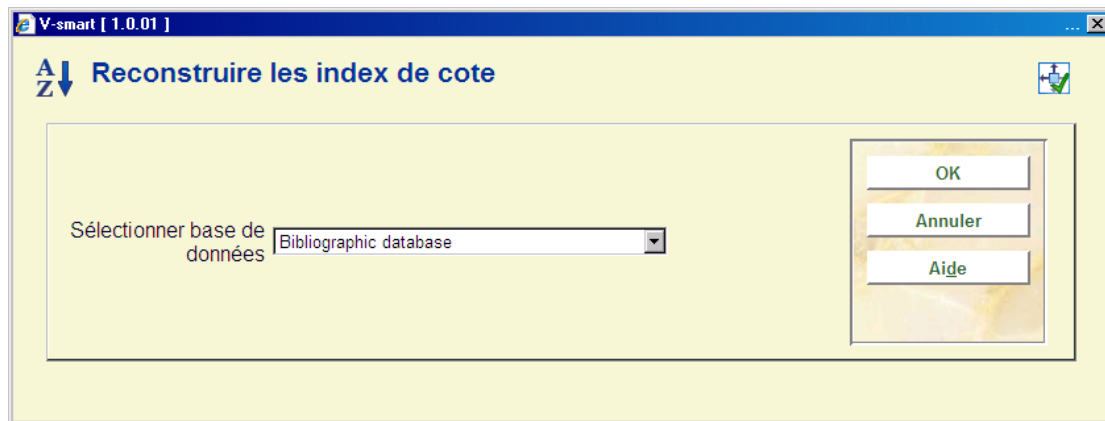 V-smart [ 1.0.01 ] ...
A
Z
Reconstruire les index de cote
Sélectionner base de
données
Bibliographic database
OK
Annuler
Aide